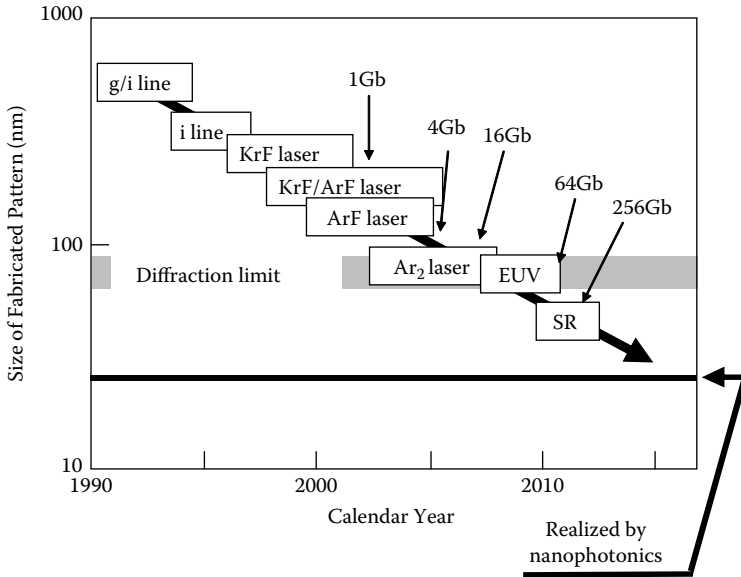 1000
g/i line
1Gb
i line
4Gb
16Gb
KrF laser
KrF/ArF laser
64Gb
256Gb
ArF laser
Size of Fabricated Pattern (nm)
100
Diffraction limit
Ar₂ laser
EUV
SR
10
1990
2000
2010
Calendar Year
Realized by
nanophotonics